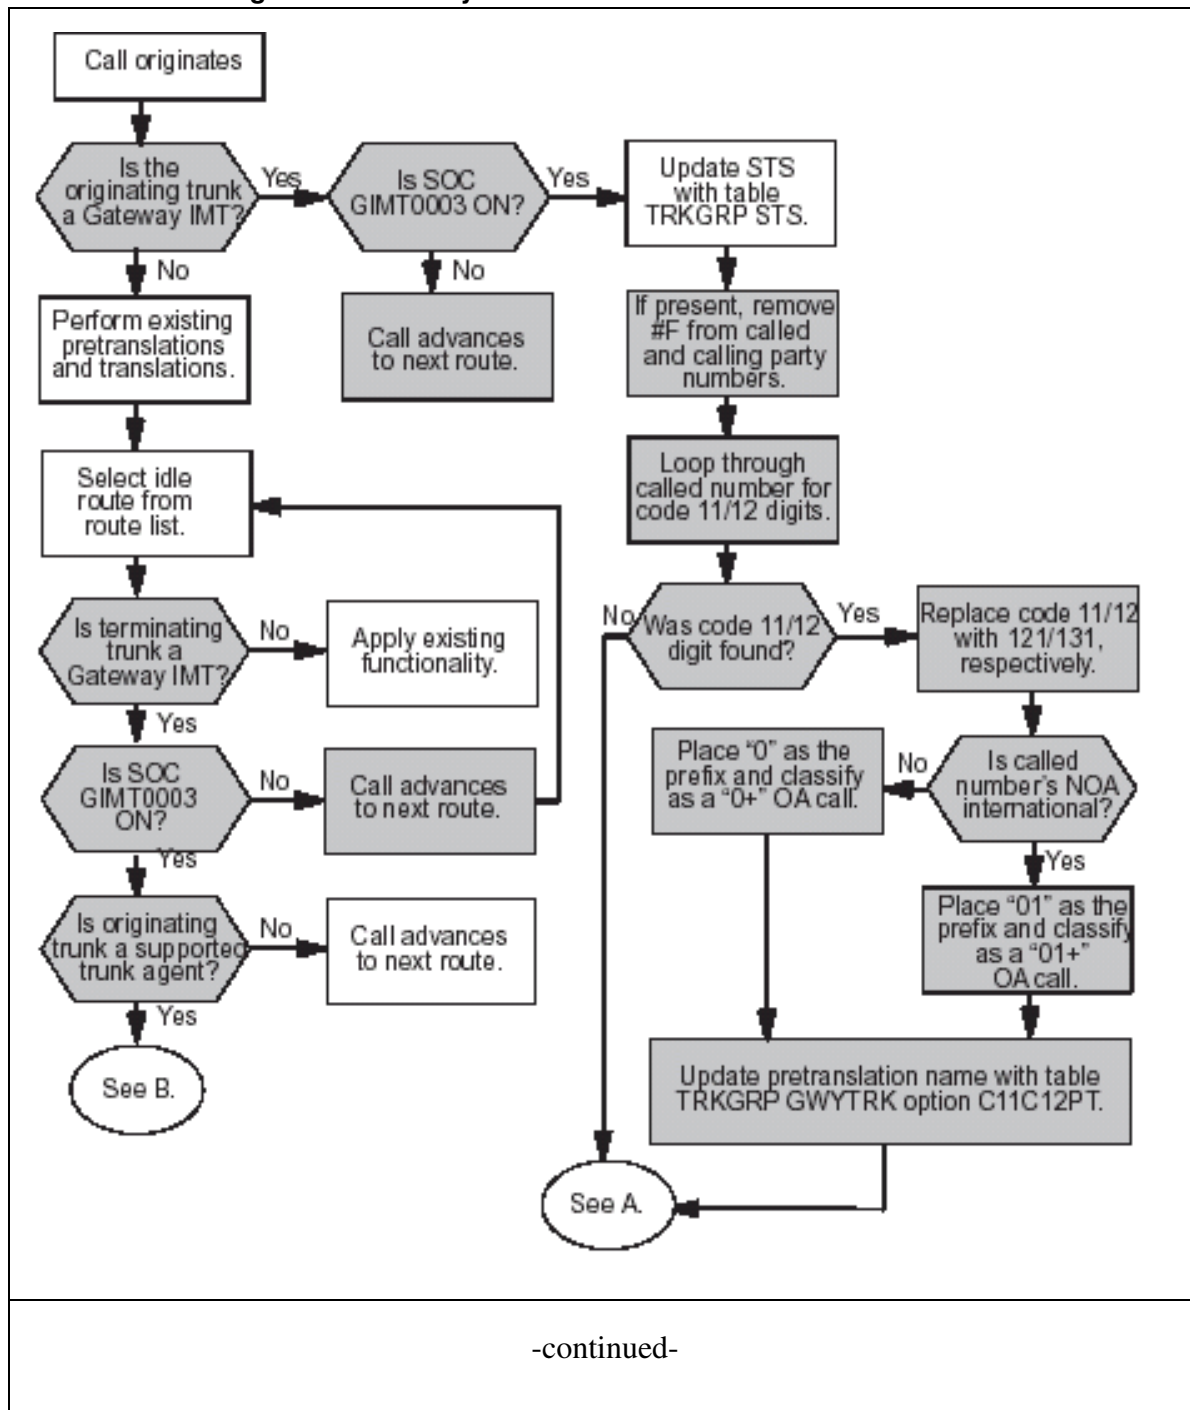 Call originates
Is the
originating trunk
a Gateway IMT?
Yes
Is SOC
GIMT0003 ON?
Yes
Update STS
with table
TRKGRP STS.
No
No
Perform existing
pretranslations
and translations.
Call advances
to next route.
If present, remove
#F from called
and calling party
numbers.
Select idle
route from
route list.
Loop through
called number for
code 11/12 digits.
Is terminating
trunk a
Gateway IMT?
No
Apply existing
functionality.
No
Was code 11/12
digit found?
Yes
Replace code 11/12
with 121/131,
respectively.
Yes
Is SOC
GIMT0003
ON?
No
Call advances
to next route.
Place “0” as the
prefix and classify
as a “0+” OA call.
No
Is called
number's NOA
international?
Yes
Yes
Is originating
trunk a supported
trunk agent?
No
Call advances
to next route.
Place “01” as the
prefix and classify
as a “01+”
OA call.
Yes
See B.
Update pretranslation name with table
TRKGRP GWYTRK option C11C12PT.
See A.
-continued-